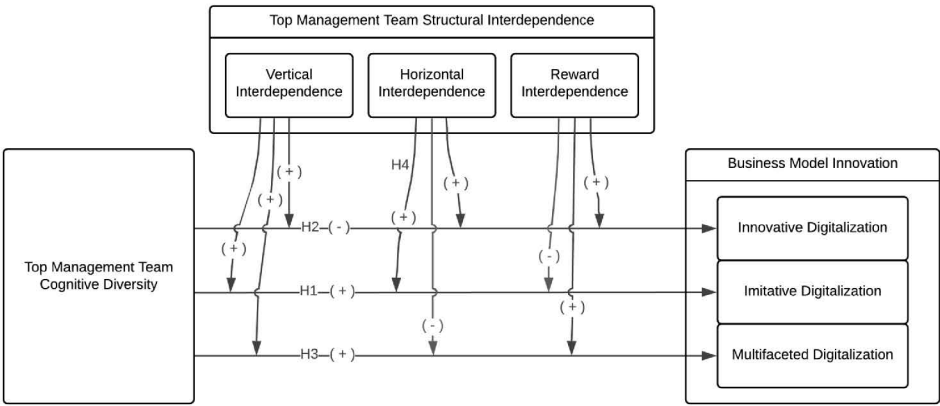 Top Management Team Structural Interdependence
Vertical
Interdependence
Horizontal
Interdependence
Reward
Interdependence
Top Management Team
Cognitive Diversity
H4
( + )
( + )
( + )
( + )
( + )
( + )
( - )
( - )
( + )
H2 ( - )
H1 ( + )
H3 ( + )
Business Model Innovation
Innovative Digitalization
Imitative Digitalization
Multifaceted Digitalization